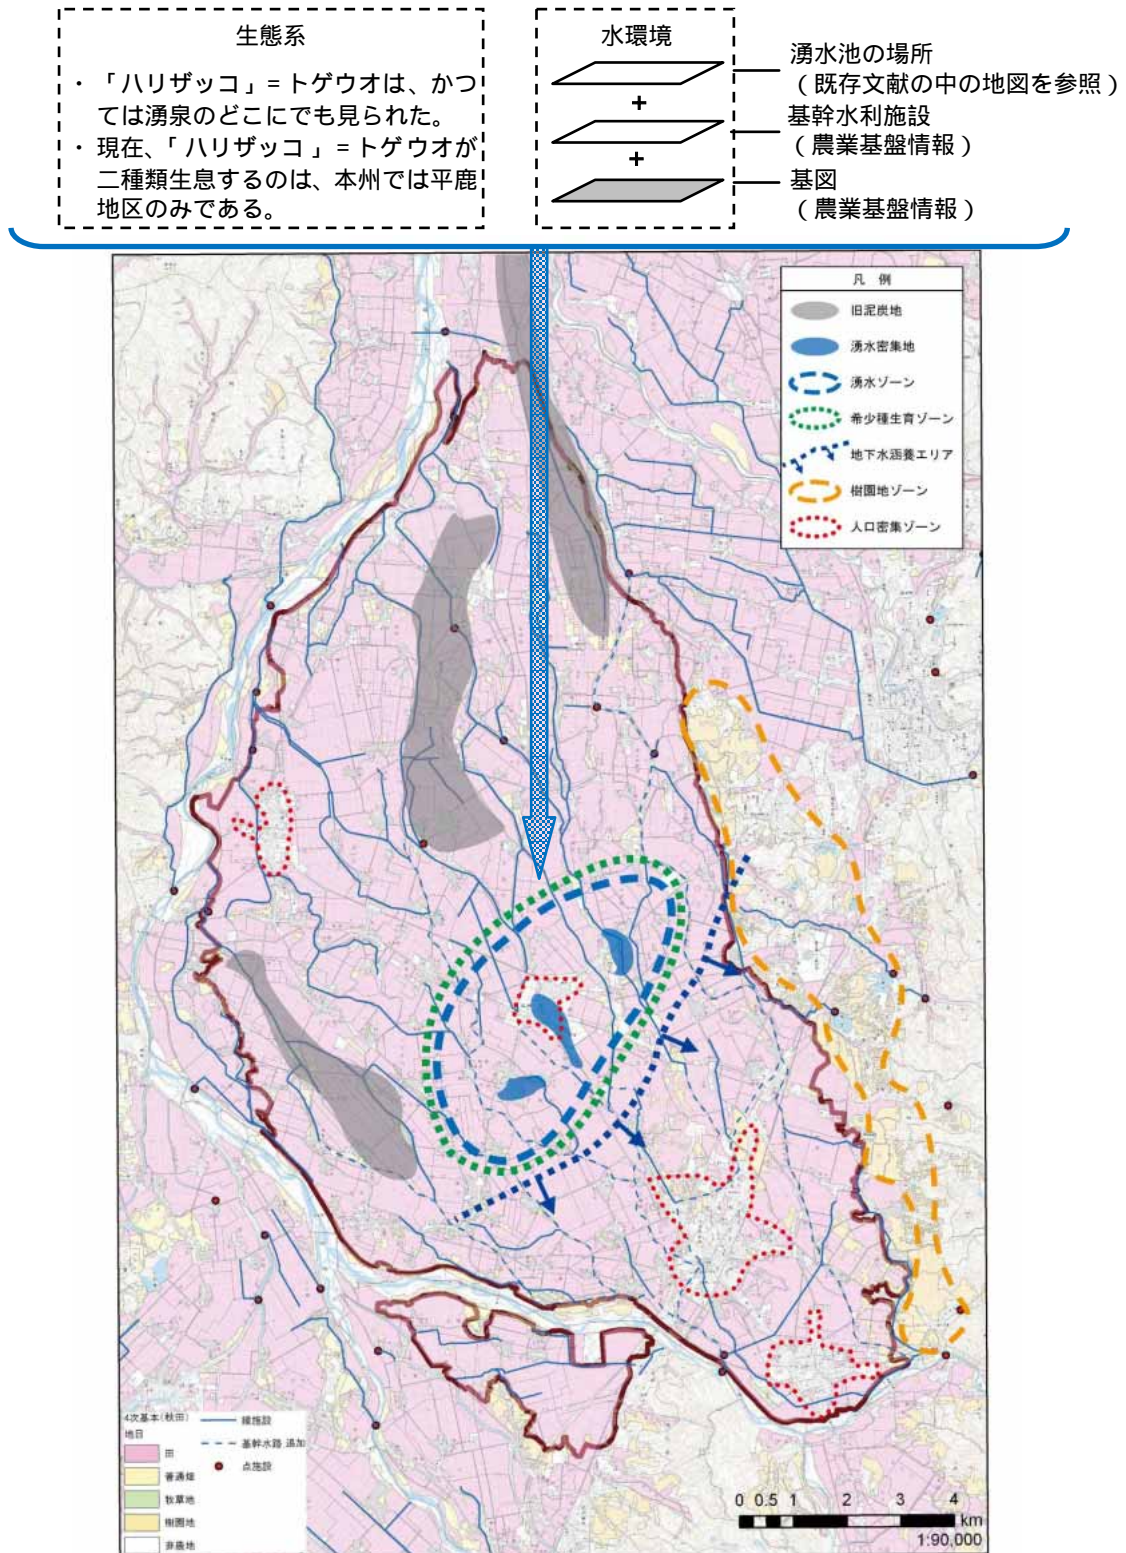 生態系
・「ハリザッコ」=トゲウオは、かつ
ては湧泉のどこにでも見られた。
・現在、「ハリザッコ」=トゲウオが
二種類生息するのは、本州では平鹿
地区のみである。
水環境
+
+
湧水池の場所
(既存文献の中の地図を参照)
基幹水利施設
(農業基盤情報)
基図
(農業基盤情報)
凡 例
旧泥炭地
湧水密集地
湧水ゾーン
希少種生育ゾーン
地下水涵養エリア
樹園地ゾーン
人口密集ゾーン
4次基本(秋田)
地目
田
普通畑
牧草地
樹園地
非農地
線施設
基幹水路 追加
点施設
0 0.5 1 2 3 4
km
1:90,000